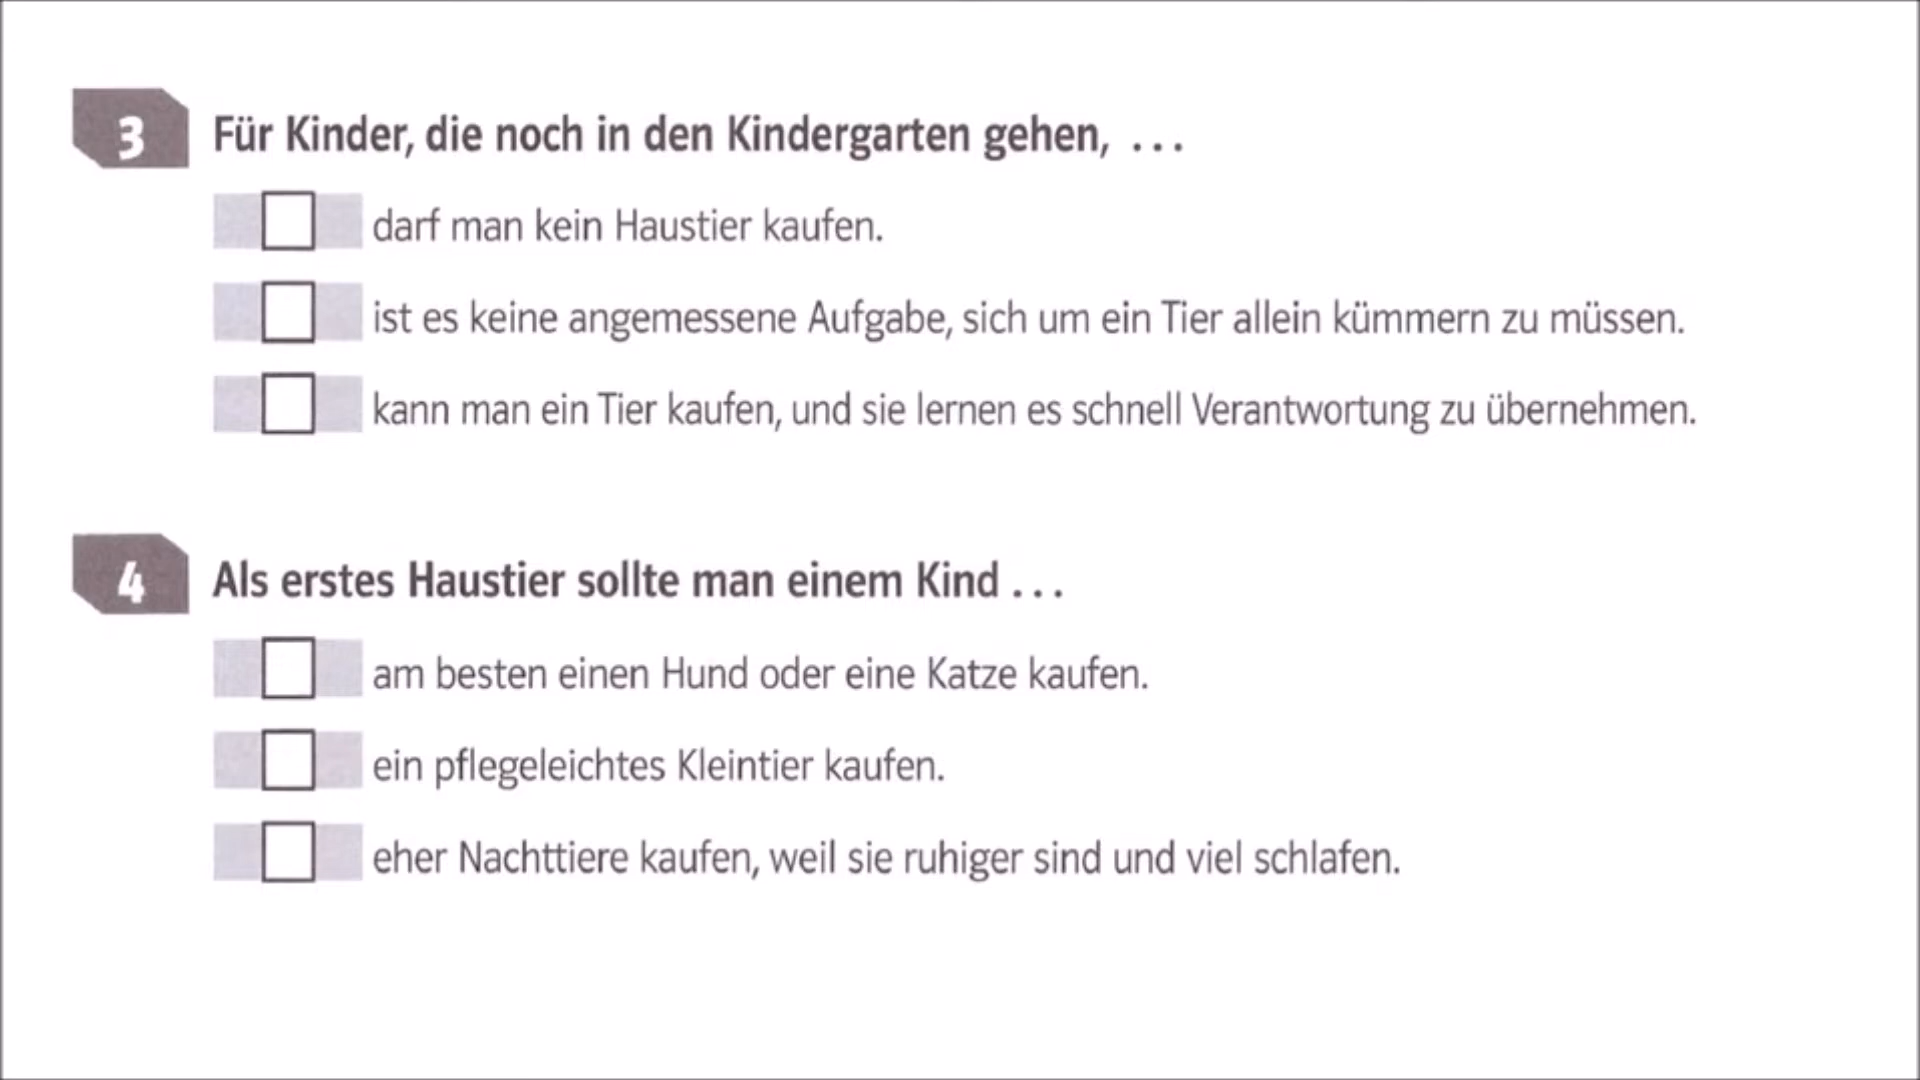 3 Für Kinder, die noch in den Kindergarten gehen, ...
darf man kein Haustier kaufen.
ist es keine angemessene Aufgabe, sich um ein Tier allein kümmern zu müssen.
kann man ein Tier kaufen, und sie lernen es schnell Verantwortung zu übernehmen.
4 Als erstes Haustier sollte man einem Kind ...
am besten einen Hund oder eine Katze kaufen.
ein pflegeleichtes Kleintier kaufen.
eher Nachttiere kaufen, weil sie ruhiger sind und viel schlafen.